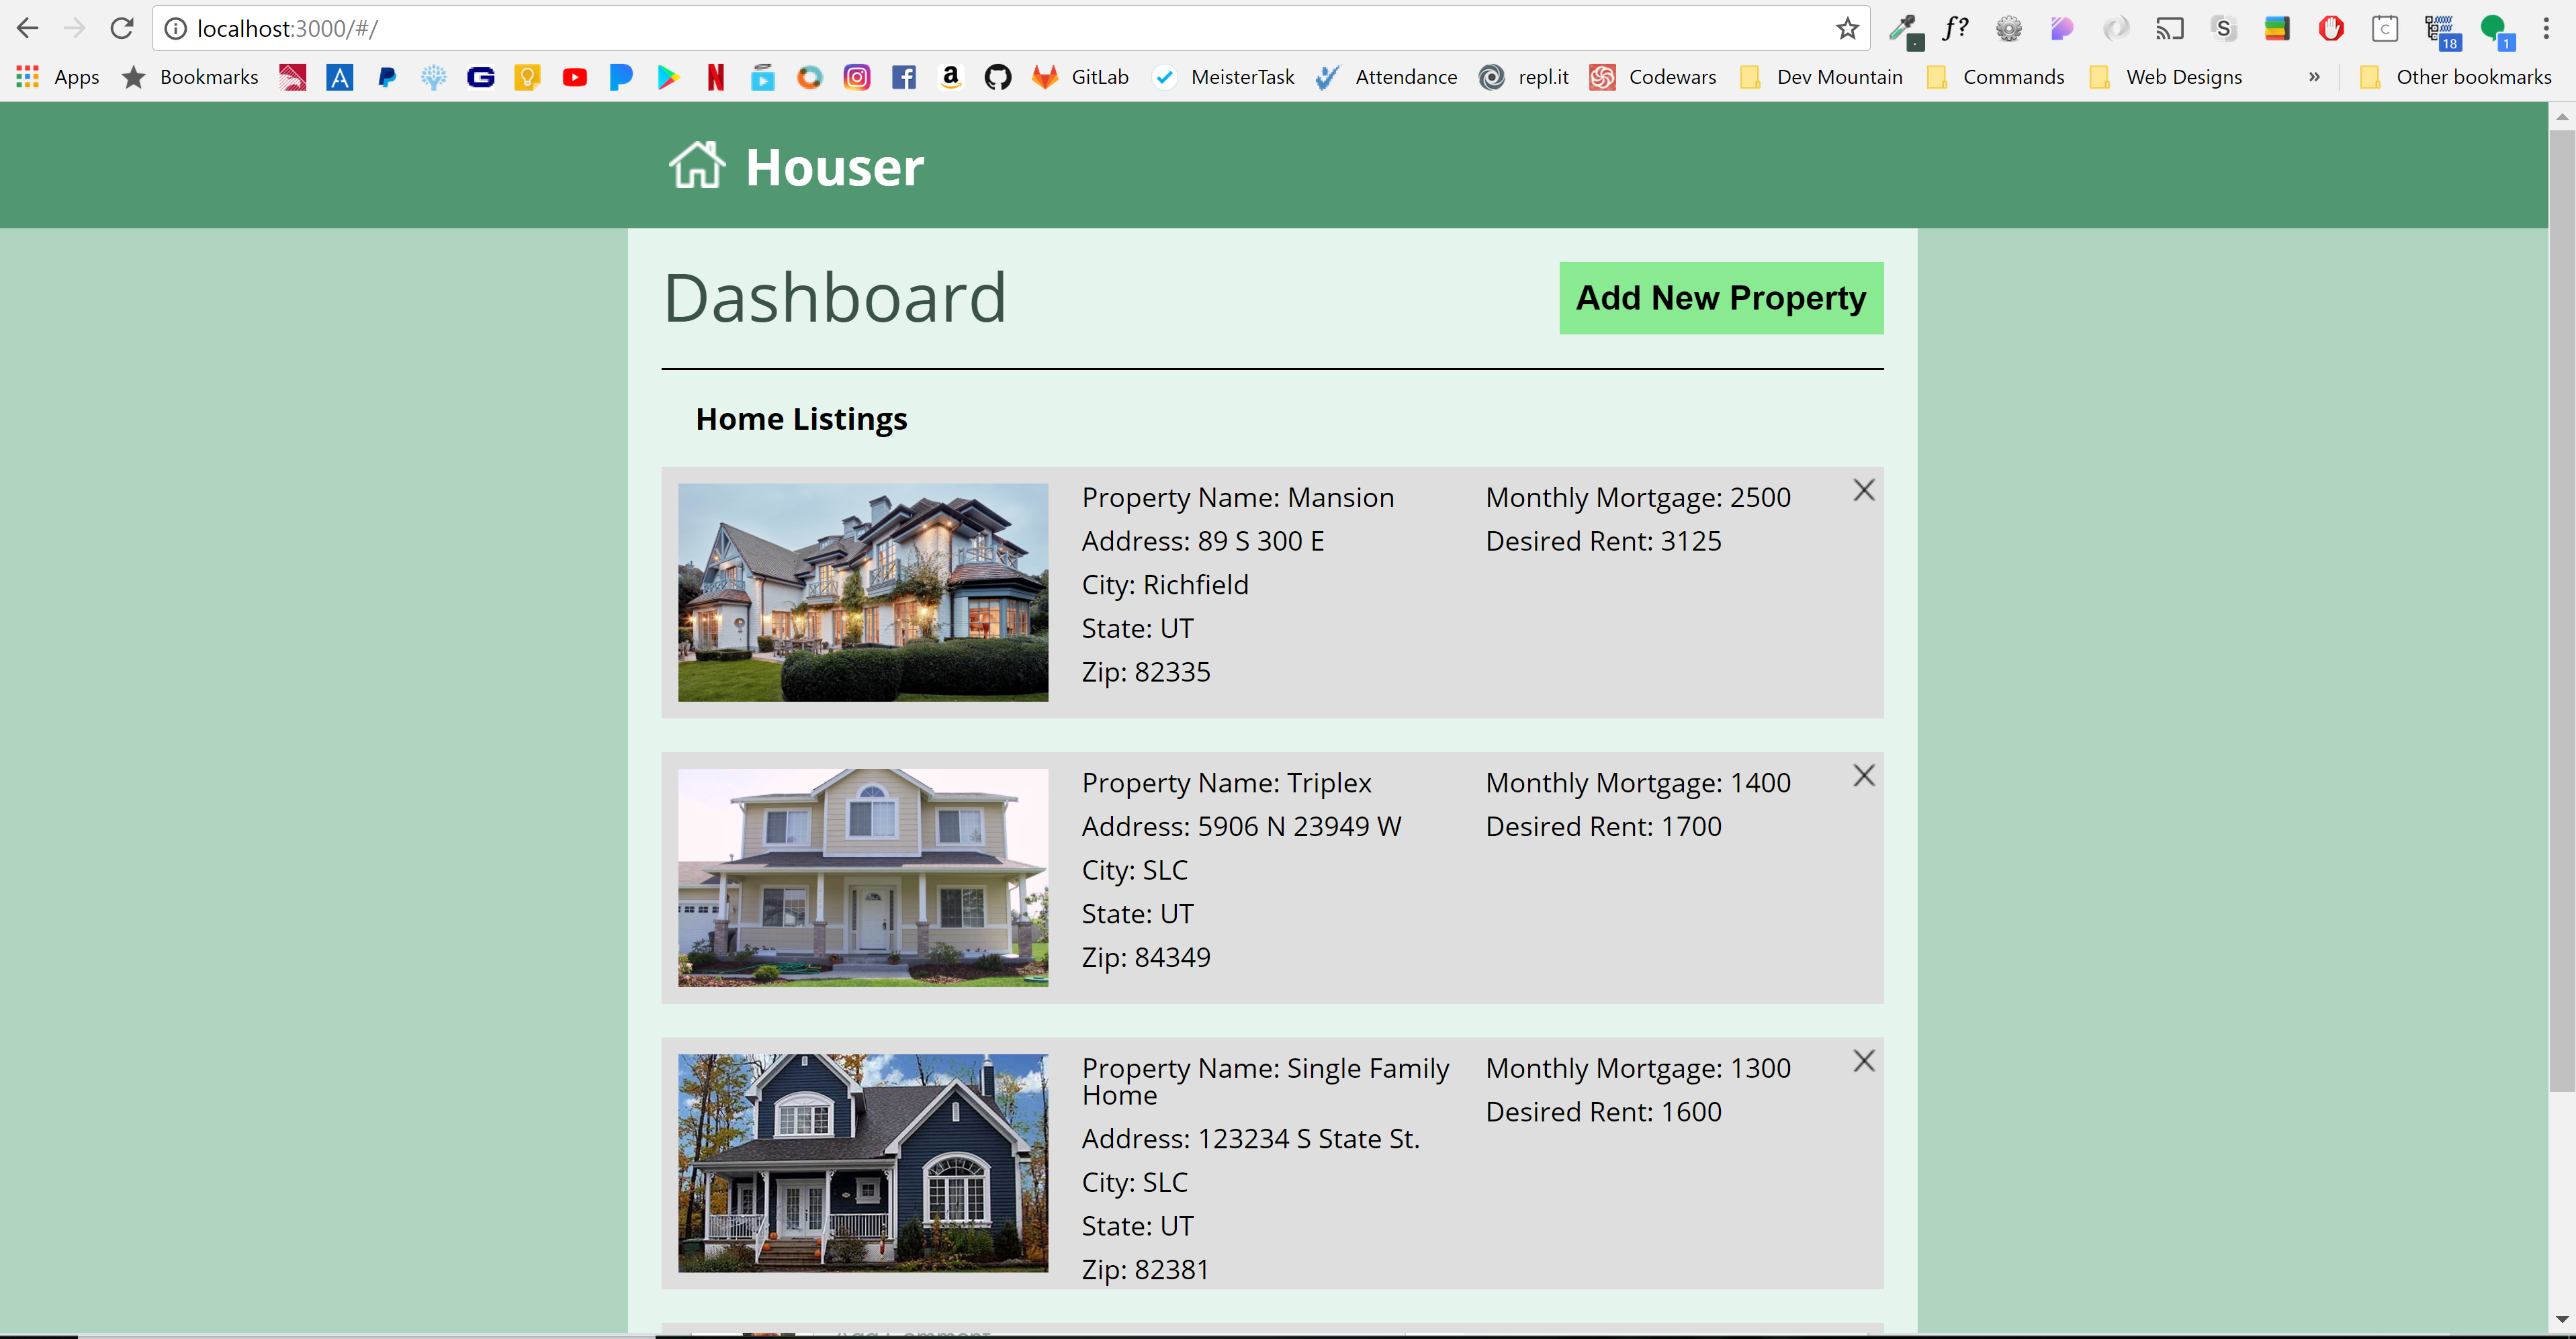 localhost:3000/#/
f?
S
C
18
1
Apps
Bookmarks
A
G
N
a
GitLab
MeisterTask
Attendance
repl.it
Codewars
Dev Mountain
Commands
Web Designs
»
Other bookmarks
Houser
Dashboard
Add New Property
Home Listings
Property Name: Mansion
Address: 89 S 300 E
City: Richfield
State: UT
Zip: 82335
Monthly Mortgage: 2500
Desired Rent: 3125
Property Name: Triplex
Address: 5906 N 23949 W
City: SLC
State: UT
Zip: 84349
Monthly Mortgage: 1400
Desired Rent: 1700
Property Name: Single Family
Home
Address: 123234 S State St.
City: SLC
State: UT
Zip: 82381
Monthly Mortgage: 1300
Desired Rent: 1600